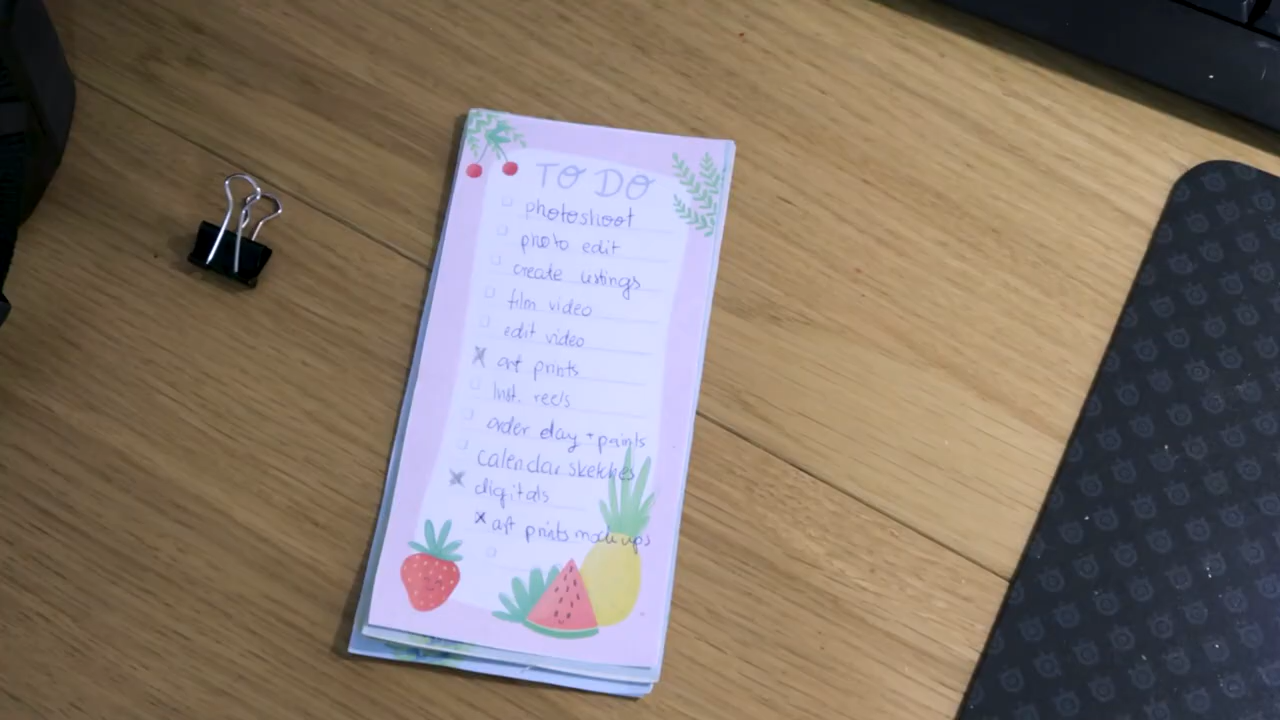 TO DO
photoshoot
photo edit
create listings
film video
edit video
art prints
Inst. reels
order clay + paints
calendar sketches
digitals
art prints mock ups